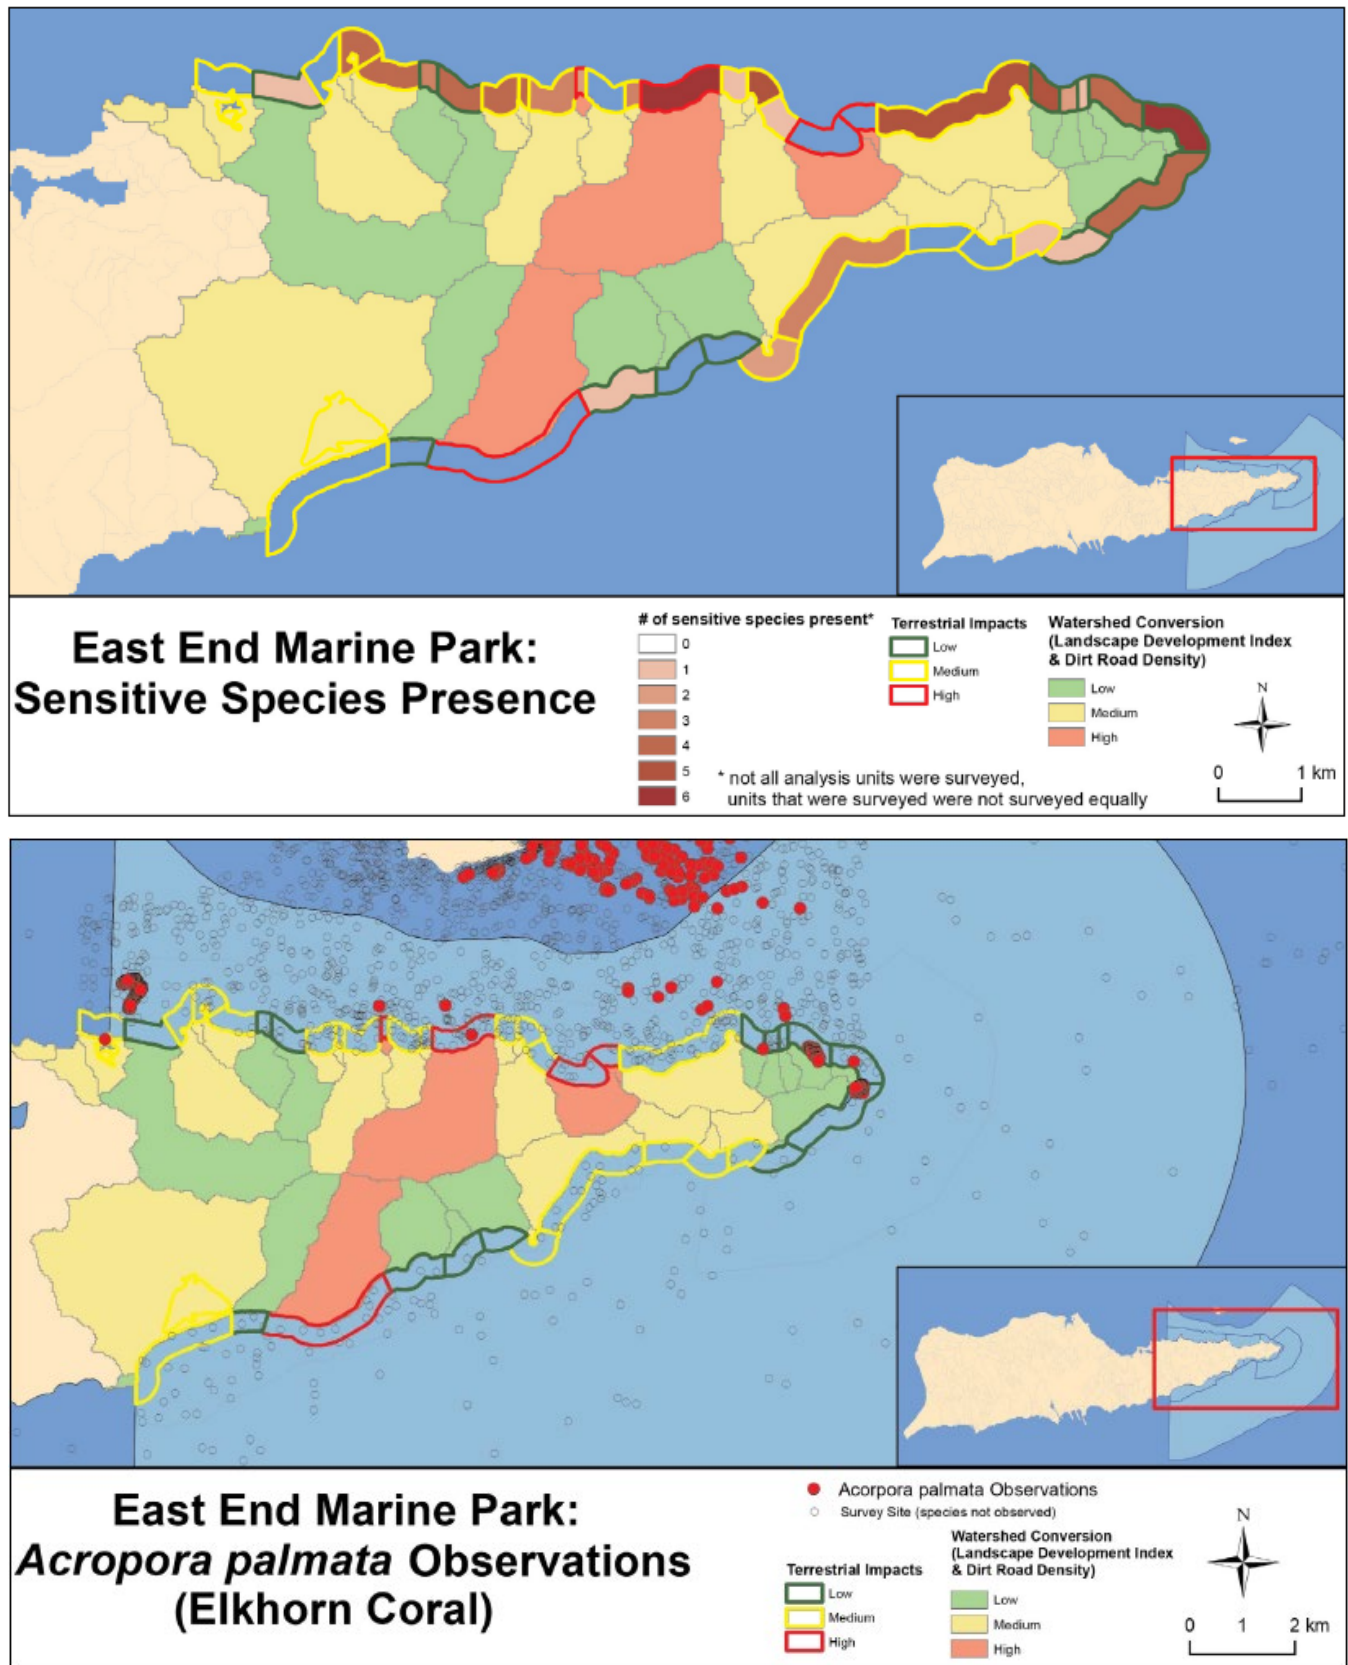 East End Marine Park:
Sensitive Species Presence
# of sensitive species present*
0
1
2
3
4
5
6
* not all analysis units were surveyed,
units that were surveyed were not surveyed equally
Terrestrial Impacts
Low
Medium
High
Watershed Conversion
(Landscape Development Index
& Dirt Road Density)
Low
Medium
High
N
0 1 km
East End Marine Park:
Acropora palmata Observations
(Elkhorn Coral)
Acorpora palmata Observations
Survey Site (species not observed)
Terrestrial Impacts
Low
Medium
High
Watershed Conversion
(Landscape Development Index
& Dirt Road Density)
Low
Medium
High
N
0 1 2 km